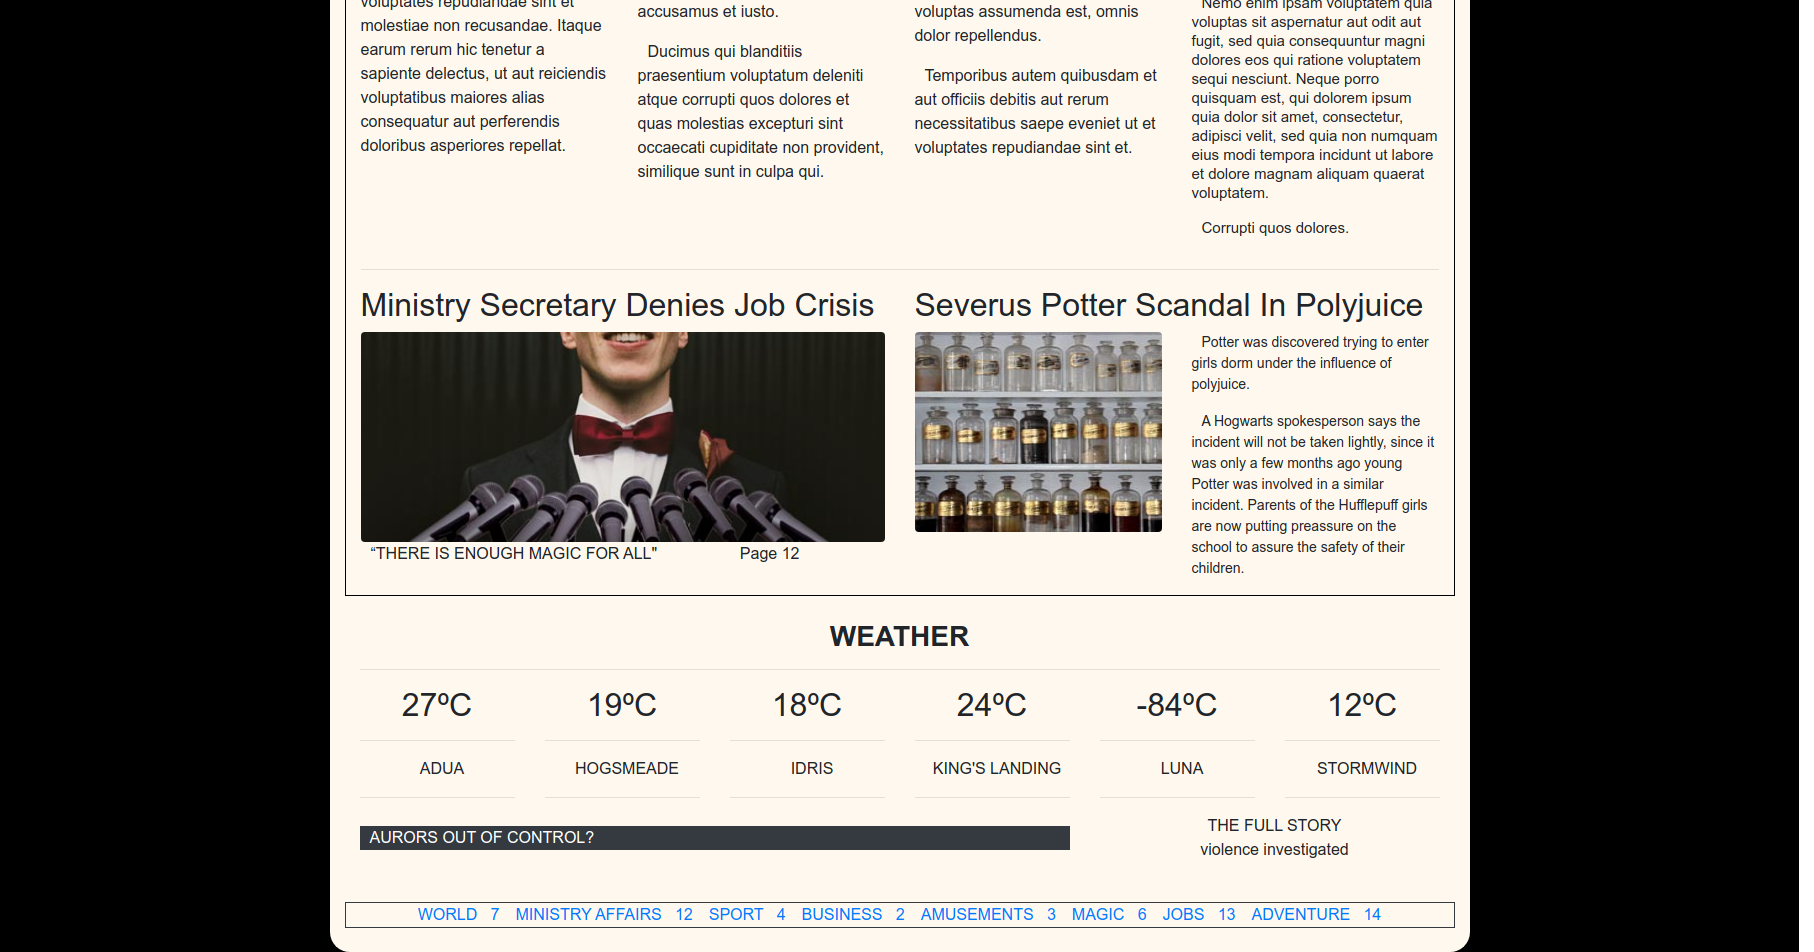 voluptates repudiandae sint et
molestiae non recusandae. Itaque
earum rerum hic tenetur a
sapiente delectus, ut aut reiciendis
voluptatibus maiores alias
consequatur aut perferendis
doloribus asperiores repellat.
accusamus et iusto.
Ducimus qui blanditiis
praesentium voluptatum deleniti
atque corrupti quos dolores et
quas molestias excepturi sint
occaecati cupiditate non provident,
similique sunt in culpa qui.
voluptas assumenda est, omnis
dolor repellendus.
Temporibus autem quibusdam et
aut officiis debitis aut rerum
necessitatibus saepe eveniet ut et
voluptates repudiandae sint et.
Nemo enim ipsam voluptatem quia
voluptas sit aspernatur aut odit aut
fugit, sed quia consequuntur magni
dolores eos qui ratione voluptatem
sequi nesciunt. Neque porro
quisquam est, qui dolorem ipsum
quia dolor sit amet, consectetur,
adipisci velit, sed quia non numquam
eius modi tempora incidunt ut labore
et dolore magnam aliquam quaerat
voluptatem.
Corrupti quos dolores.
Ministry Secretary Denies Job Crisis
“THERE IS ENOUGH MAGIC FOR ALL" Page 12
Severus Potter Scandal In Polyjuice
Potter was discovered trying to enter
girls dorm under the influence of
polyjuice.
A Hogwarts spokesperson says the
incident will not be taken lightly, since it
was only a few months ago young
Potter was involved in a similar
incident. Parents of the Hufflepuff girls
are now putting preassure on the
school to assure the safety of their
children.
WEATHER
27ºC 19ºC 18ºC 24ºC -84ºC 12ºC
ADUA HOGSMEADE IDRIS KING'S LANDING LUNA STORMWIND
AURORS OUT OF CONTROL?
THE FULL STORY
violence investigated
WORLD 7 MINISTRY AFFAIRS 12 SPORT 4 BUSINESS 2 AMUSEMENTS 3 MAGIC 6 JOBS 13 ADVENTURE 14